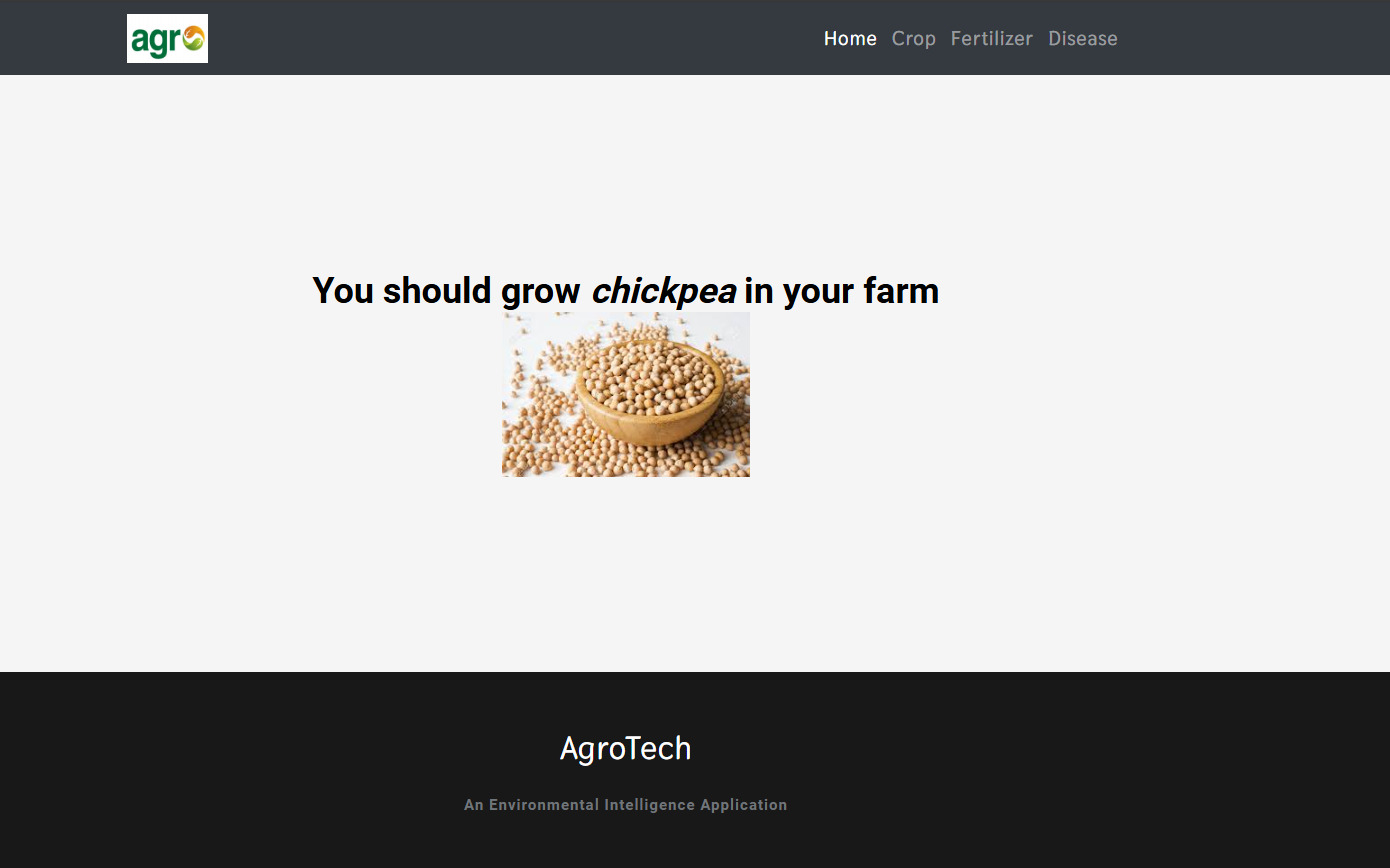 agro
Home Crop Fertilizer Disease
You should grow chickpea in your farm
AgroTech
An Environmental Intelligence Application